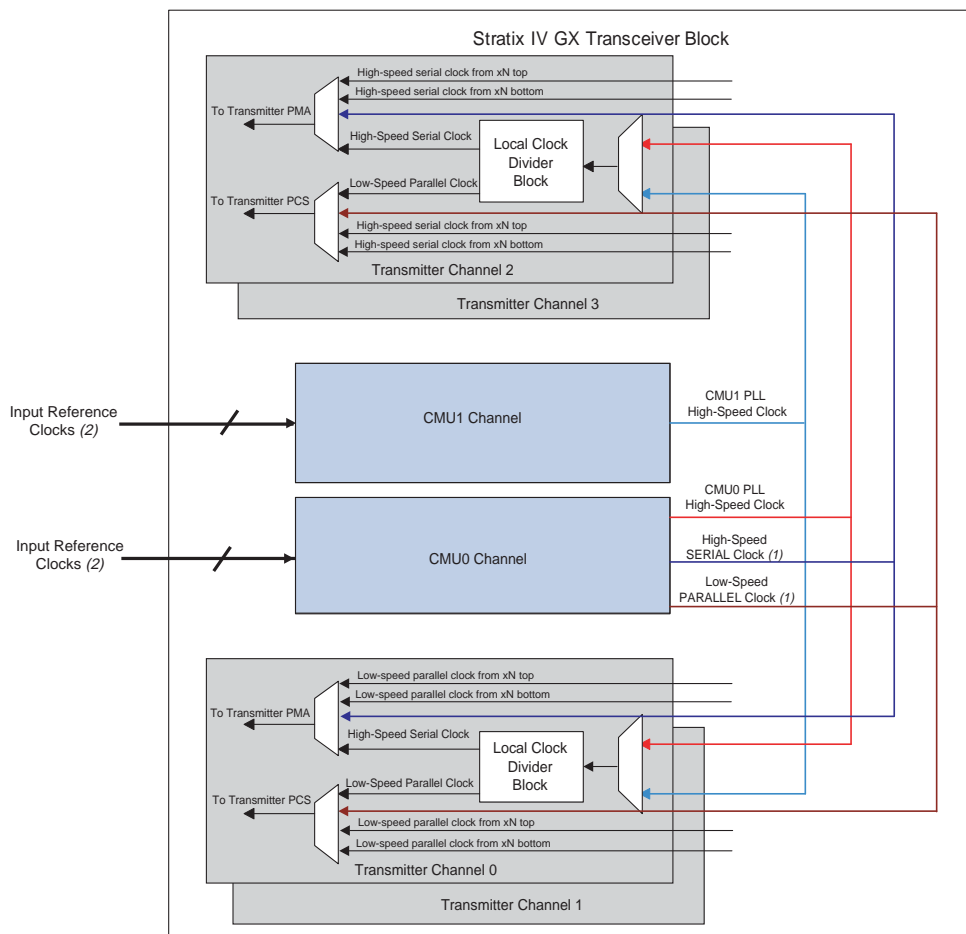 Stratix IV GX Transceiver Block
High-speed serial clock from xN top
High-speed serial clock from xN bottom
To Transmitter PMA
High-Speed Serial Clock
Local Clock
Divider
Block
Low-Speed Parallel Clock
To Transmitter PCS
High-speed serial clock from xN top
High-speed serial clock from xN bottom
Transmitter Channel 2
Transmitter Channel 3
Input Reference
Clocks (2)
CMU1 Channel
CMU1 PLL
High-Speed Clock
Input Reference
Clocks (2)
CMU0 Channel
CMU0 PLL
High-Speed Clock
High-Speed
SERIAL Clock (1)
Low-Speed
PARALLEL Clock (1)
Low-speed parallel clock from xN top
Low-speed parallel clock from xN bottom
To Transmitter PMA
High-Speed Serial Clock
Local Clock
Divider
Block
Low-Speed Parallel Clock
To Transmitter PCS
Low-speed parallel clock from xN top
Low-speed parallel clock from xN bottom
Transmitter Channel 0
Transmitter Channel 1